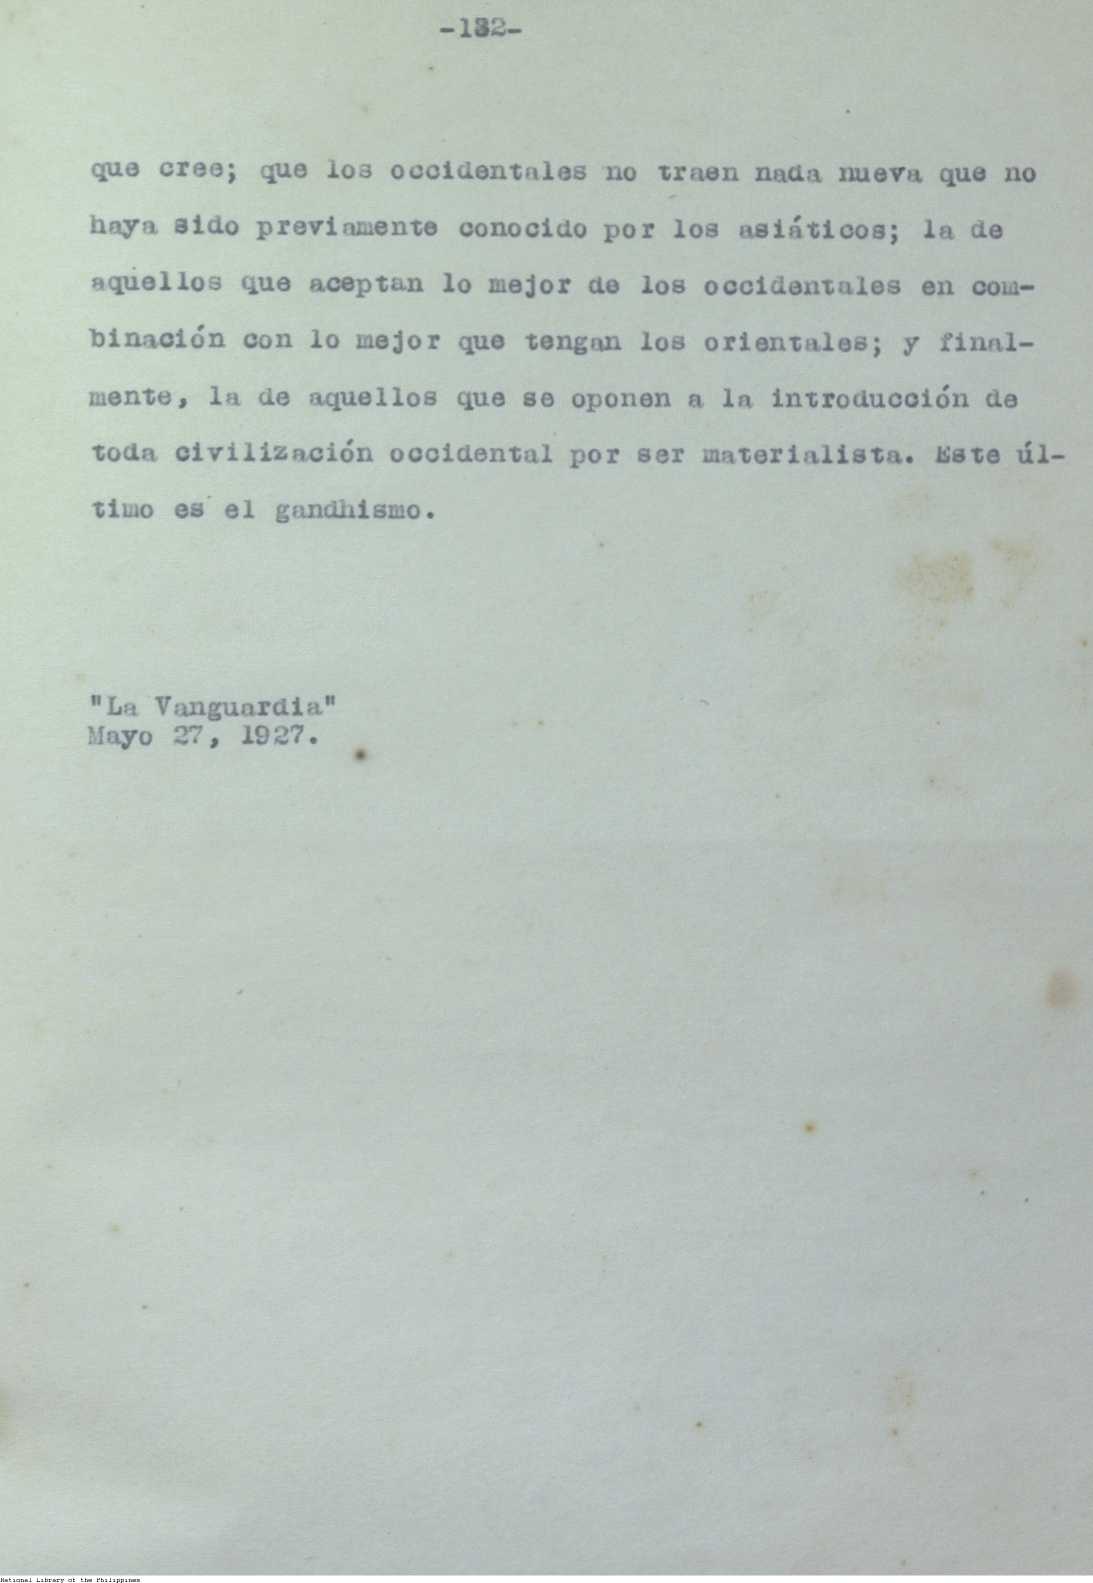 -132-
que cree; que los occidentales no traen nada nueva que no
haya sido previamente conocido por los asiáticos; la de
aquellos que aceptan lo mejor de los occidentales en com-
binación con lo mejor que tengan los orientales; y final-
mente, la de aquellos que se oponen a la introducción de
toda civilización occidental por ser materialista. Este úl-
timo es el gandhismo.
"La Vanguardia"
Mayo 27, 1927.
National Library of the Philippines